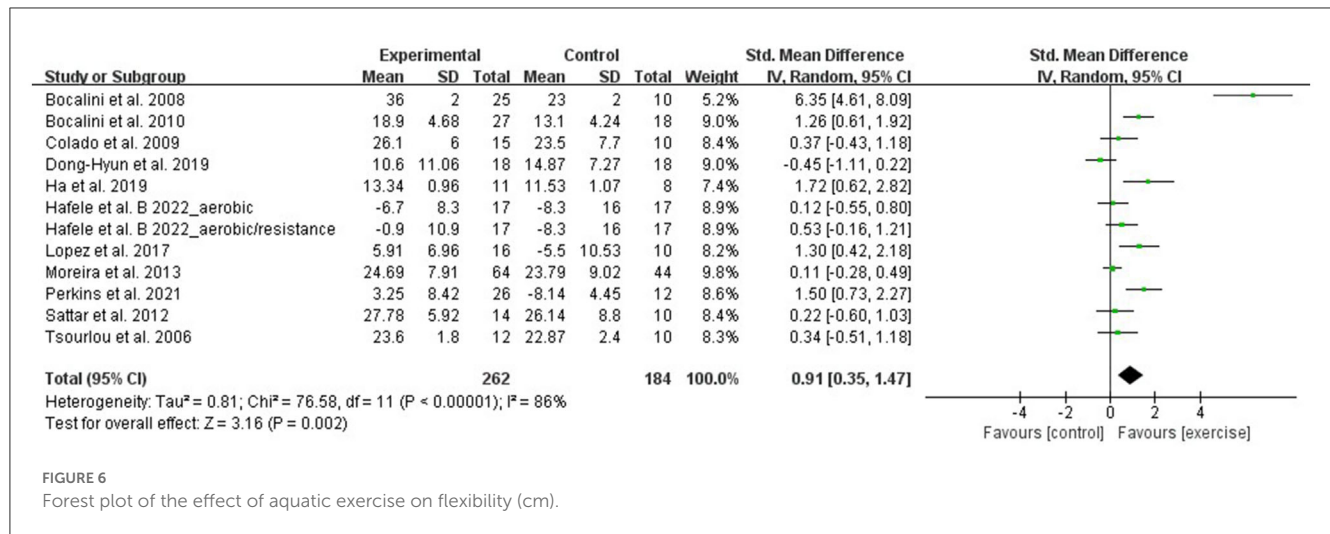 Experimental Control Std. Mean Difference Std. Mean Difference
Study or Subgroup Mean SD Total Mean SD Total Weight IV, Random, 95% CI IV, Random, 95% CI
Bocalini et al. 2008 36 2 25 23 2 10 5.2% 6.35 [4.61, 8.09]
Bocalini et al. 2010 18.9 4.68 27 13.1 4.24 18 9.0% 1.26 [0.61, 1.92]
Colado et al. 2009 26.1 6 15 23.5 7.7 10 8.4% 0.37 [-0.43, 1.18]
Dong-Hyun et al. 2019 10.6 11.06 18 14.87 7.27 18 9.0% -0.45 [-1.11, 0.22]
Ha et al. 2019 13.34 0.96 11 11.53 1.07 8 7.4% 1.72 [0.62, 2.82]
Hafele et al. B 2022_aerobic -6.7 8.3 17 -8.3 16 17 8.9% 0.12 [-0.55, 0.80]
Hafele et al. B 2022_aerobic/resistance -0.9 10.9 17 -8.3 16 17 8.9% 0.53 [-0.16, 1.21]
Lopez et al. 2017 5.91 6.96 16 -5.5 10.53 10 8.2% 1.30 [0.42, 2.18]
Moreira et al. 2013 24.69 7.91 64 23.79 9.02 44 9.8% 0.11 [-0.28, 0.49]
Perkins et al. 2021 3.25 8.42 26 -8.14 4.45 12 8.6% 1.50 [0.73, 2.27]
Sattar et al. 2012 27.78 5.92 14 26.14 8.8 10 8.4% 0.22 [-0.60, 1.03]
Tsourlou et al. 2006 23.6 1.8 12 22.87 2.4 10 8.3% 0.34 [-0.51, 1.18]
Total (95% CI) 262 184 100.0% 0.91 [0.35, 1.47]
Heterogeneity: Tau² = 0.81; Chi² = 76.58, df = 11 (P < 0.00001); I² = 86%
Test for overall effect: Z = 3.16 (P = 0.002)
-4 -2 0 2 4
Favours [control] Favours [exercise]
FIGURE 6
Forest plot of the effect of aquatic exercise on flexibility (cm).